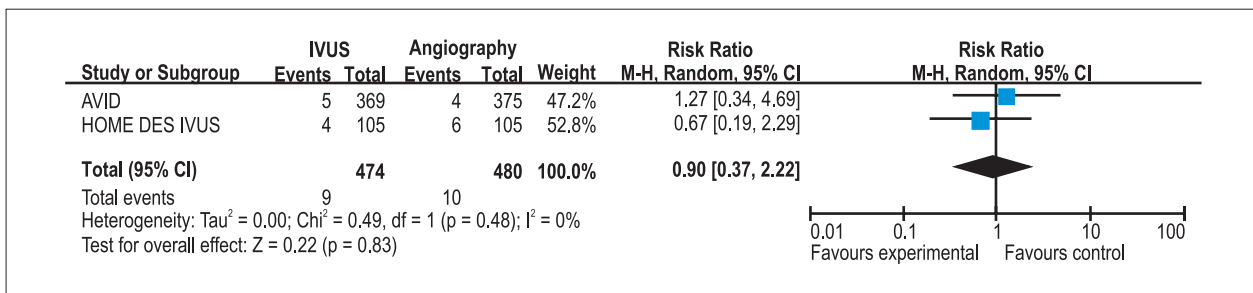 IVUS Angiography Risk Ratio Risk Ratio
Study or Subgroup Events Total Events Total Weight M-H, Random, 95% CI M-H, Random, 95% CI
AVID 5 369 4 375 47.2% 1.27 [0.34, 4.69]
HOME DES IVUS 4 105 6 105 52.8% 0.67 [0.19, 2.29]
Total (95% CI) 474 480 100.0% 0.90 [0.37, 2.22]
Total events 9 10
Heterogeneity: Tau² = 0.00; Chi² = 0.49, df = 1 (p = 0.48); I² = 0%
Test for overall effect: Z = 0.22 (p = 0.83)
0.01 0.1 1 10 100
Favours experimental Favours control